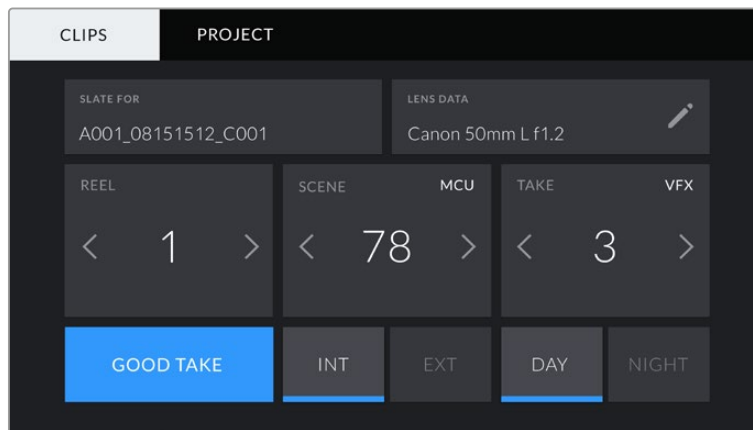 CLIPS PROJECT
SLATE FOR LENS DATA
A001_08151512_C001 Canon 50mm L f1.2
REEL SCENE MCU TAKE VFX
< 1 > < 78 > < 3 >
GOOD TAKE INT EXT DAY NIGHT